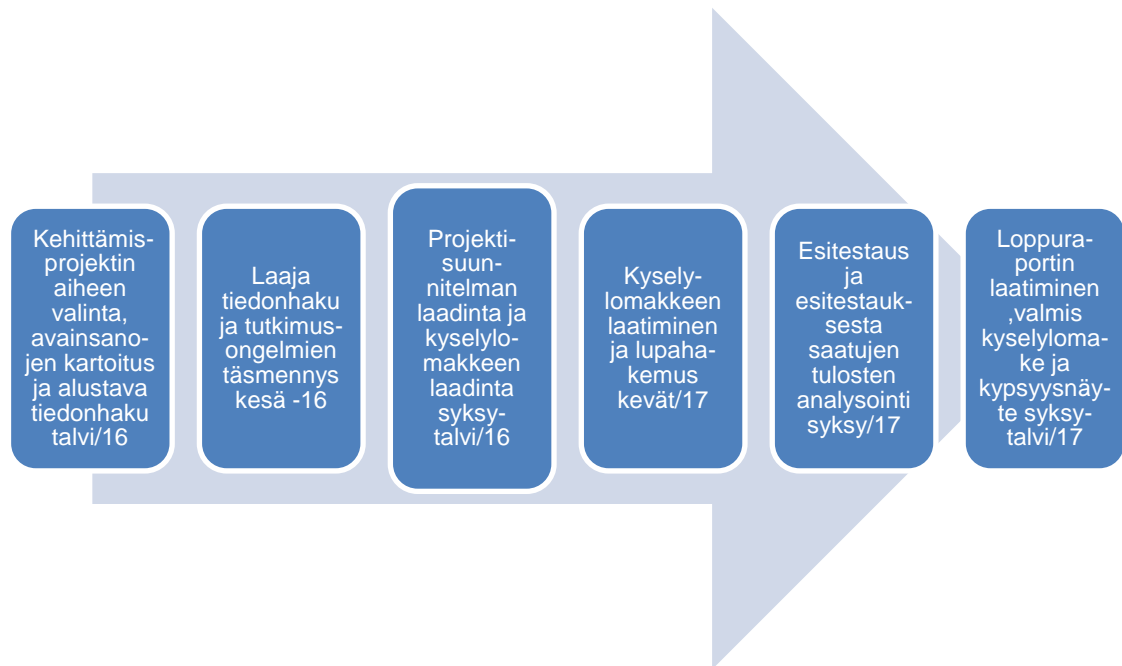 Kehittämis-
projektin
aiheen
valinta,
avainsano-
jen kartoitus
ja alustava
tiedonhaku
talvi/16
Laaja
tiedonhaku
ja tutkimus-
ongelmien
täsmennys
kesä -16
Projekti-
suun-
nitelman
laadinta ja
kyselylo-
makkeen
laadinta
syksy-
talvi/16
Kysely-
lomakkeen
laatiminen
ja lupaha-
kemus
kevät/17
Esitestaus
ja
esitestauk-
sesta
saatujen
tulosten
analysointi
syksy/17
Loppura-
portin
laatiminen
,valmis
kyselyloma-
ke ja
kypsyysnäy-
te syksy-
talvi/17